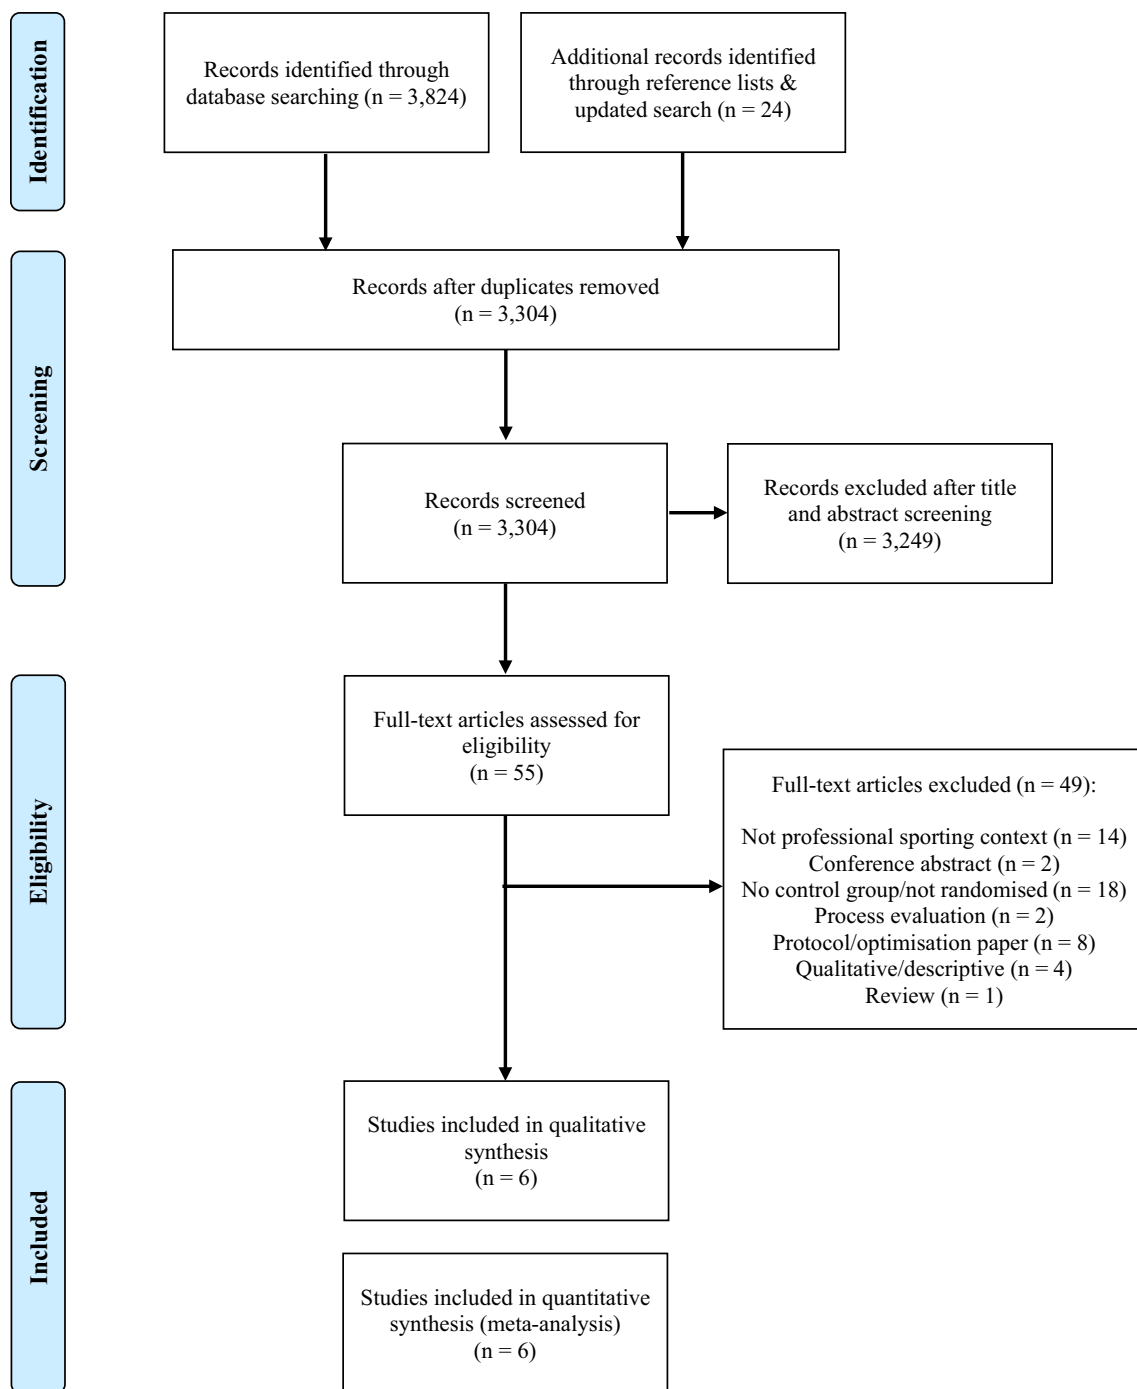 Identification
Records identified through
database searching (n = 3,824)
Additional records identified
through reference lists &
updated search (n = 24)
Screening
Records after duplicates removed
(n = 3,304)
Records screened
(n = 3,304)
Records excluded after title
and abstract screening
(n = 3,249)
Eligibility
Full-text articles assessed for
eligibility
(n = 55)
Full-text articles excluded (n = 49):
Not professional sporting context (n = 14)
Conference abstract (n = 2)
No control group/not randomised (n = 18)
Process evaluation (n = 2)
Protocol/optimisation paper (n = 8)
Qualitative/descriptive (n = 4)
Review (n = 1)
Included
Studies included in qualitative
synthesis
(n = 6)
Studies included in quantitative
synthesis (meta-analysis)
(n = 6)